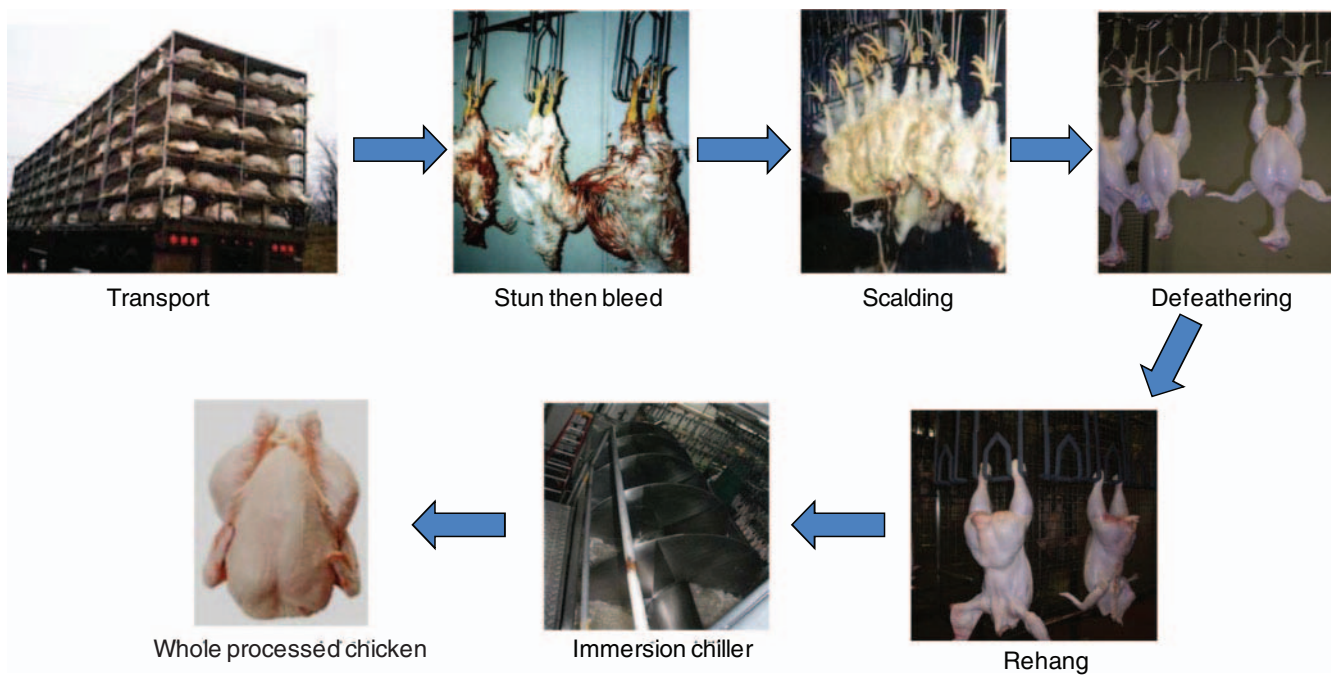 Transport
Stun then bleed
Scalding
Defeathering
Rehang
Immersion chiller
Whole processed chicken